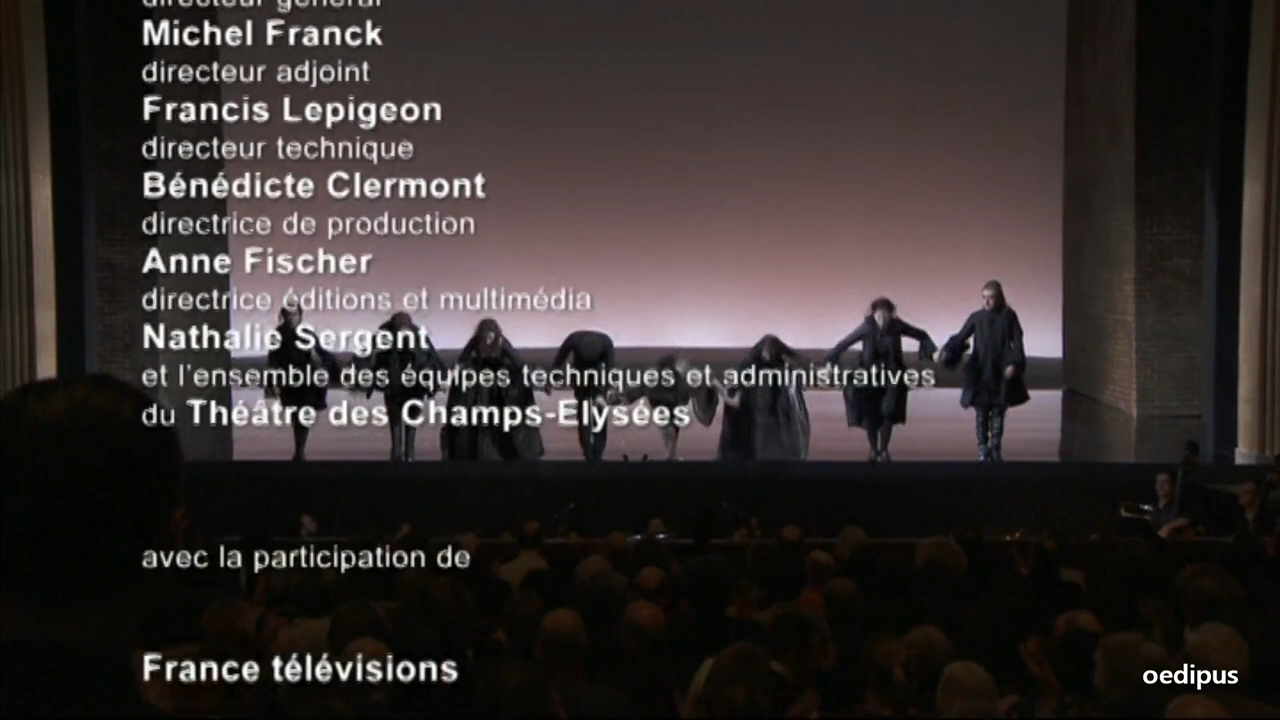 directeur général
Michel Franck
directeur adjoint
Francis Lepigeon
directeur technique
Bénédicte Clermont
directrice de production
Anne Fischer
directrice éditions et multimédia
Nathalie Sergent
et l'ensemble des équipes techniques et administratives
du Théâtre des Champs-Elysées
avec la participation de
France télévisions
oedipus